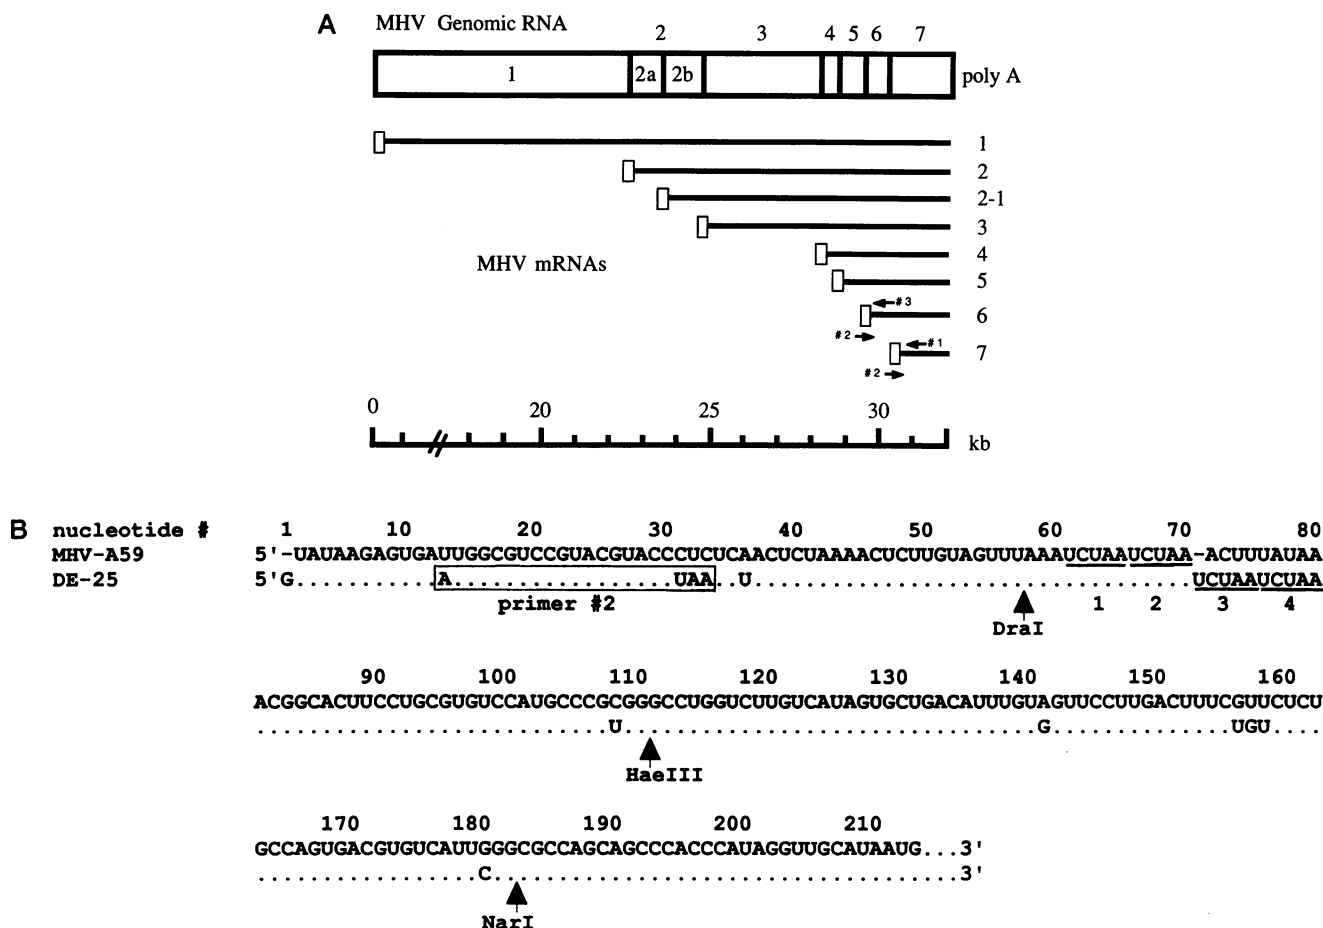 A MHV Genomic RNA
2 3 4 5 6 7
1 2a 2b poly A
1
2
2-1
3
4
MHV mRNAs
5
#3
6
#2
#1
7
#2
0 20 25 30
kb
B nucleotide # 1 10 20 30 40 50 60 70 80
MHV-A59 5'-UAUAAGAGUGAUUGGCGUCCGUACGUACCCUCUCAACUCUAAAACUCUUGUAGUUUAAAUCUAAUCUAA-ACUUUAUAA
DE-25 5'G...........A.................UAA..U..................................UCUAAUCUAA
primer #2 1 2 3 4
DraI
90 100 110 120 130 140 150 160
ACGGCACUUCCUGCGUGUCCAUGCCCGCGGGCCUGGUCUUGUCAUAGUGCUGACAUUUGUAGUUCCUUGACUUUCGUUCUCU
...........................U................................G..............UGU....
HaeIII
170 180 190 200 210
GCCAGUGACGUGUCAUUGGGCGCCAGCAGCCCACCCAUAGGUUGCAUAAUG...3'
.................C....................................3'
NarI